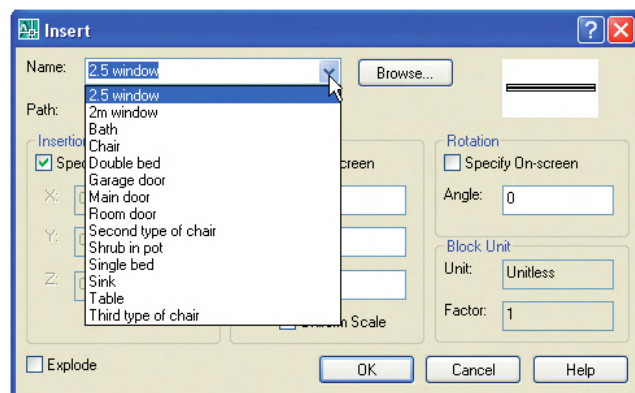 Insert
Name: 2.5 window Browse...
Path:
2.5 window
2m window
Bath
Chair
Double bed
Garage door
Main door
Room door
Second type of chair
Shrub in pot
Single bed
Sink
Table
Third type of chair
Insertion
X:
Y:
Z:
Scale
Rotation
Specify On-screen
Angle: 0
Block Unit
Unit: Unitless
Factor: 1
Explode
OK Cancel Help